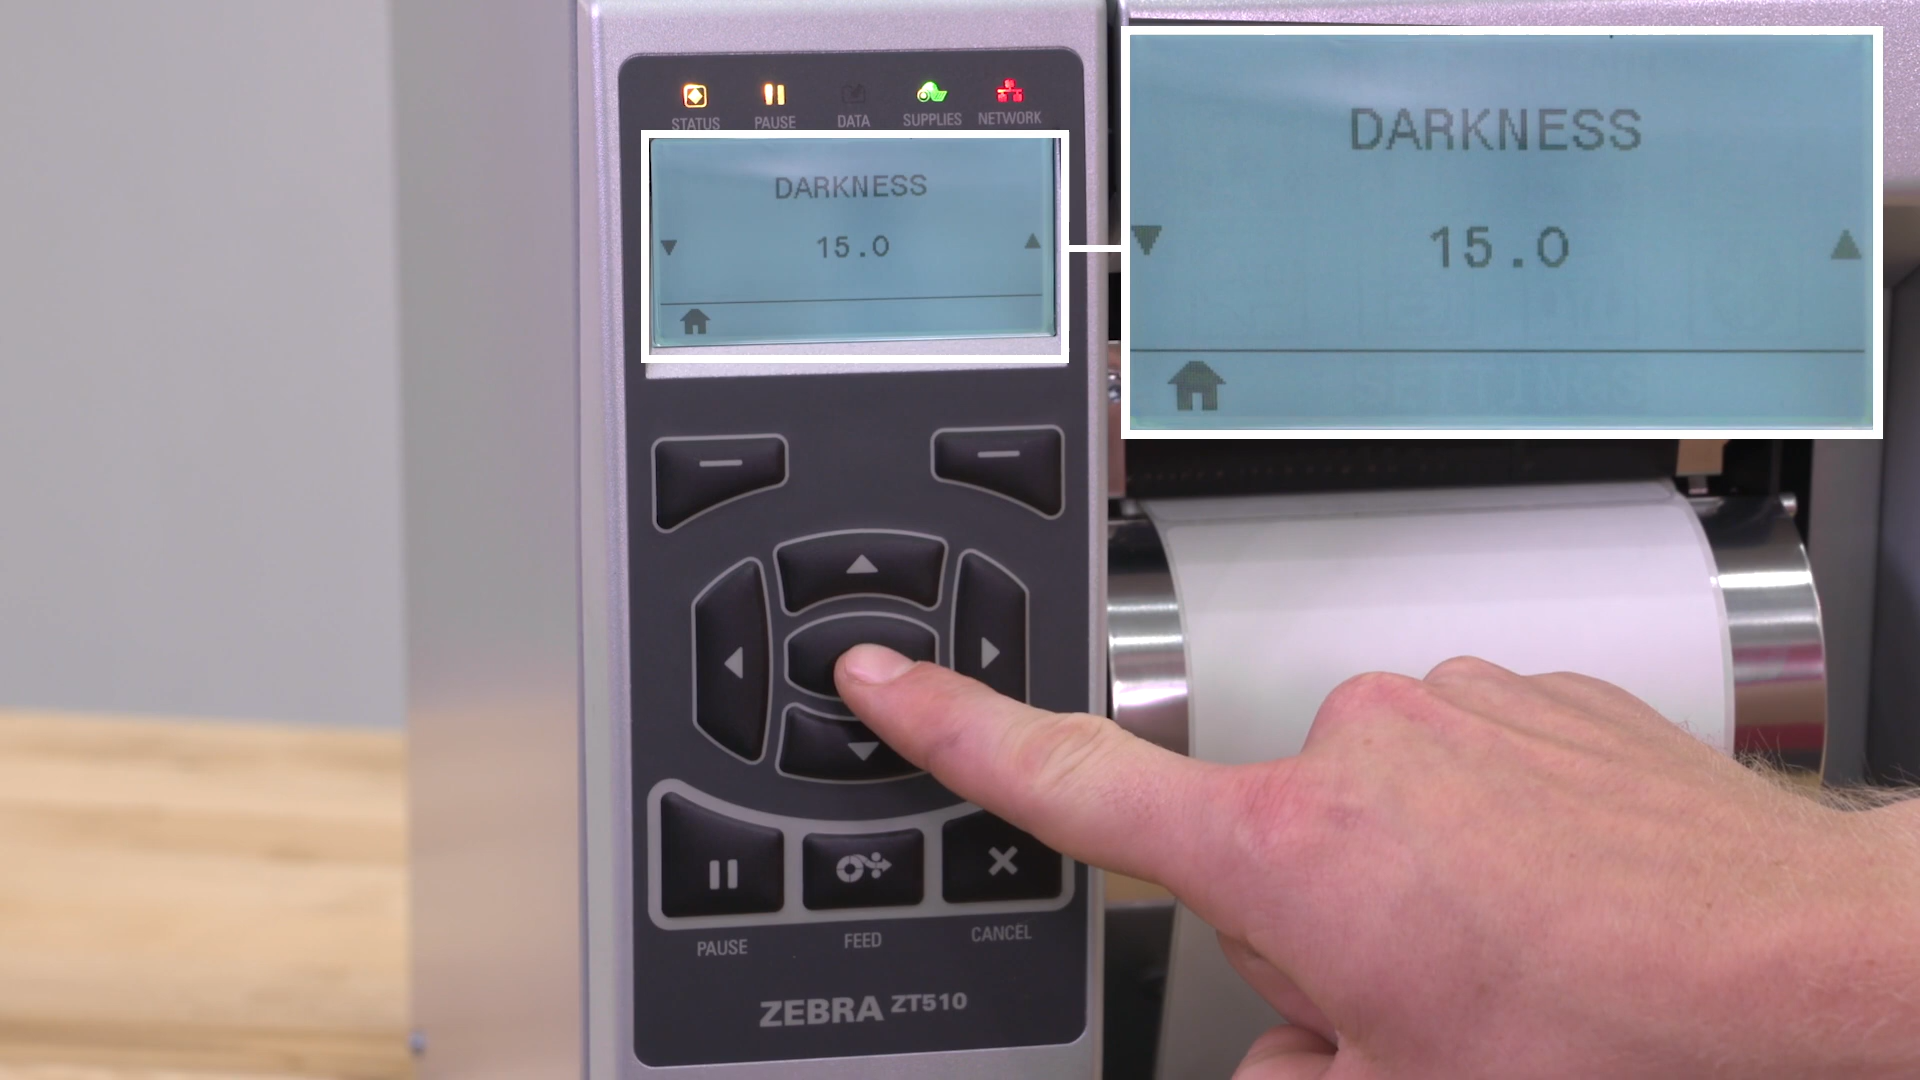 STATUS PAUSE DATA SUPPLIES NETWORK
DARKNESS
15.0
DARKNESS
15.0
PAUSE FEED CANCEL
ZEBRA ZT510